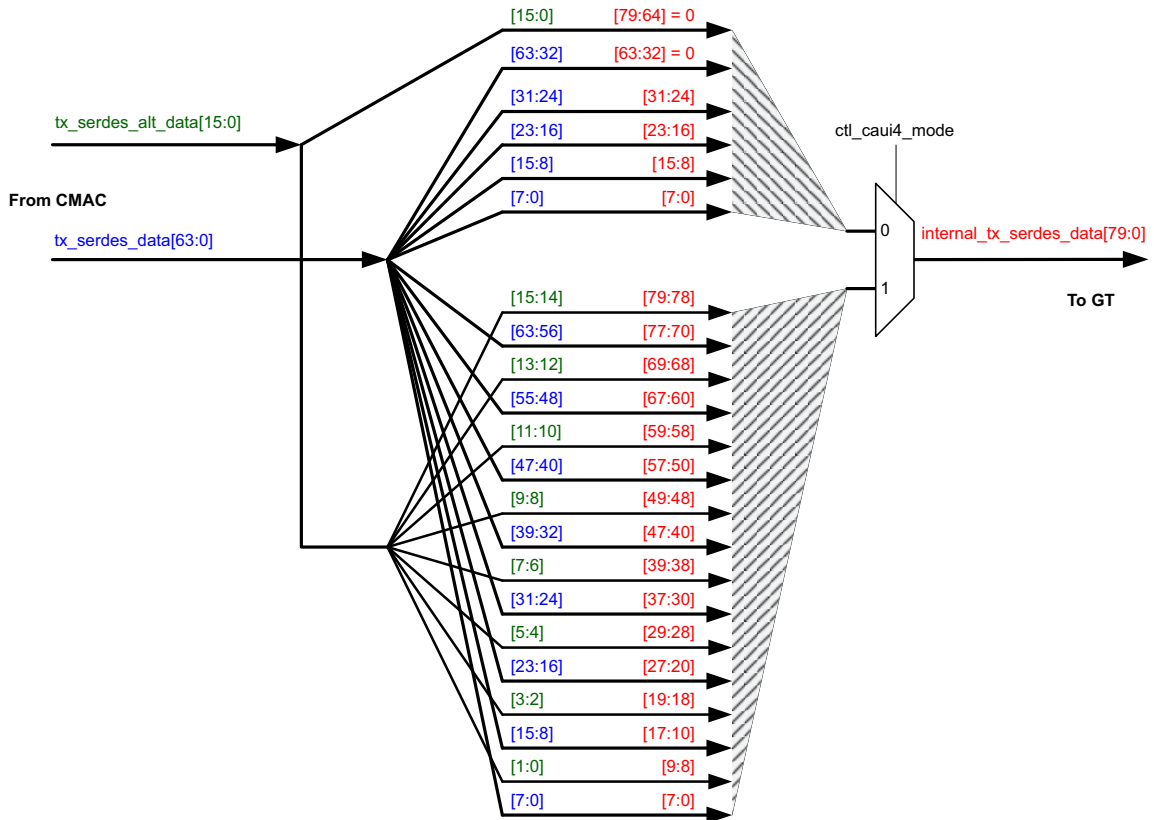 [15:0] [79:64] = 0
[63:32] [63:32] = 0
[31:24] [31:24]
tx_serdes_alt_data[15:0]
[23:16] [23:16]
ctl_caui4_mode
[15:8] [15:8]
From CMAC
[7:0] [7:0]
0
internal_tx_serdes_data[79:0]
tx_serdes_data[63:0]
1
To GT
[15:14] [79:78]
[63:56] [77:70]
[13:12] [69:68]
[55:48] [67:60]
[11:10] [59:58]
[47:40] [57:50]
[9:8] [49:48]
[39:32] [47:40]
[7:6] [39:38]
[31:24] [37:30]
[5:4] [29:28]
[23:16] [27:20]
[3:2] [19:18]
[15:8] [17:10]
[1:0] [9:8]
[7:0] [7:0]